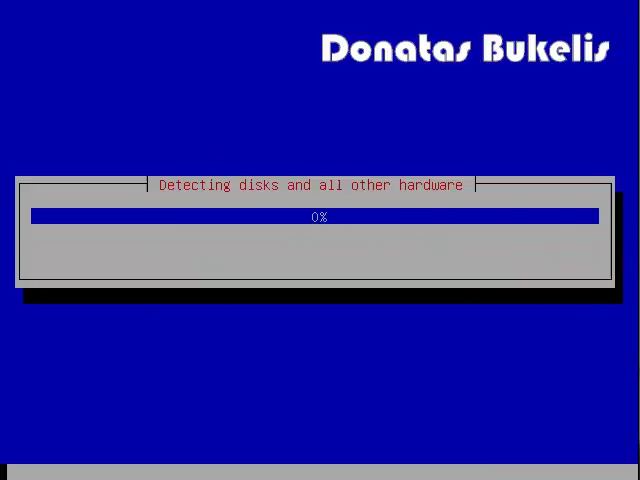 Donatas Bukelis
Detecting disks and all other hardware
0%